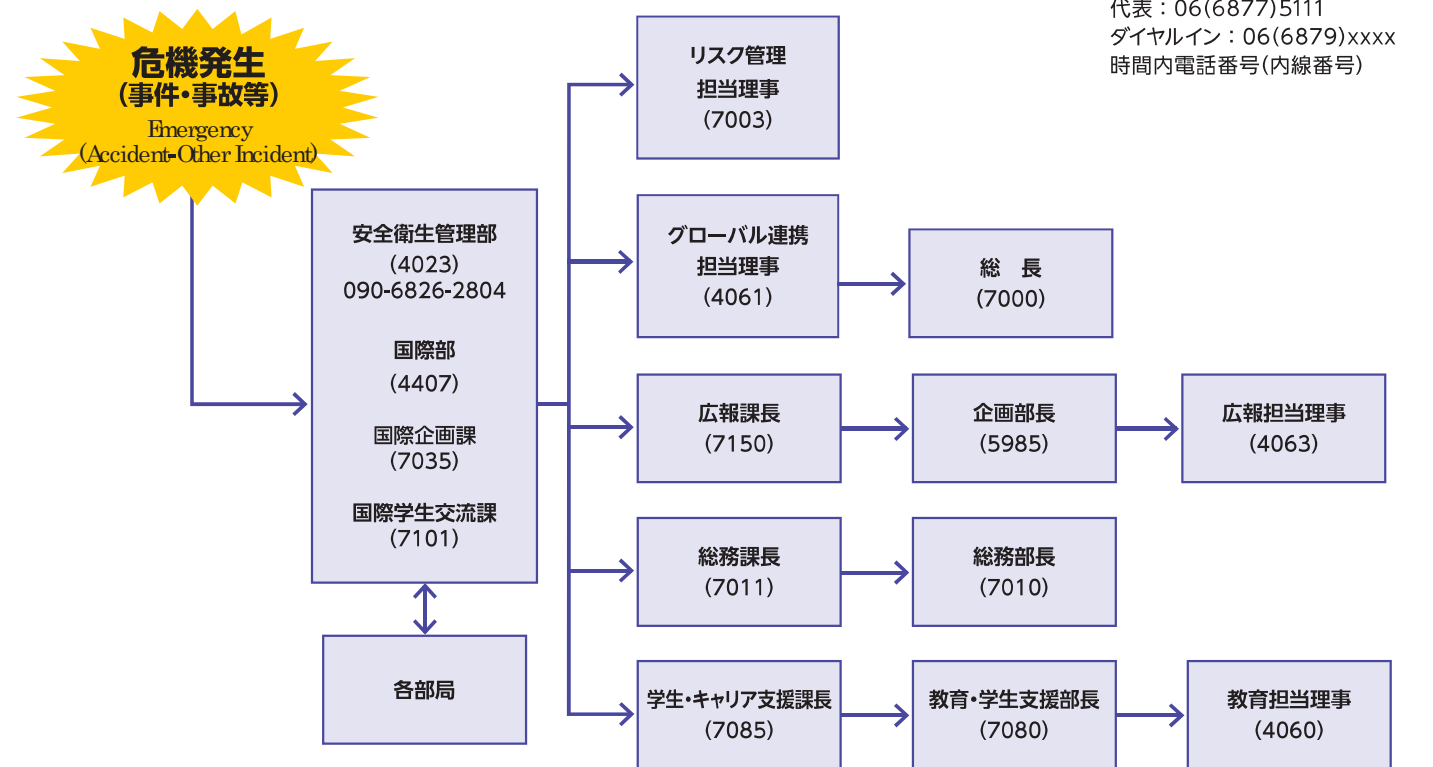 代表：06(6877)5111
ダイヤルイン：06(6879)xxxx
時間内電話番号(内線番号)
危機発生
(事件・事故等)
Emergency
(Accident-Other Incident)
安全衛生管理部
(4023)
090-6826-2804
国際部
(4407)
国際企画課
(7035)
国際学生交流課
(7101)
各部局
リスク管理
担当理事
(7003)
グローバル連携
担当理事
(4061)
総　長
(7000)
広報課長
(7150)
企画部長
(5985)
広報担当理事
(4063)
総務課長
(7011)
総務部長
(7010)
学生・キャリア支援課長
(7085)
教育・学生支援部長
(7080)
教育担当理事
(4060)